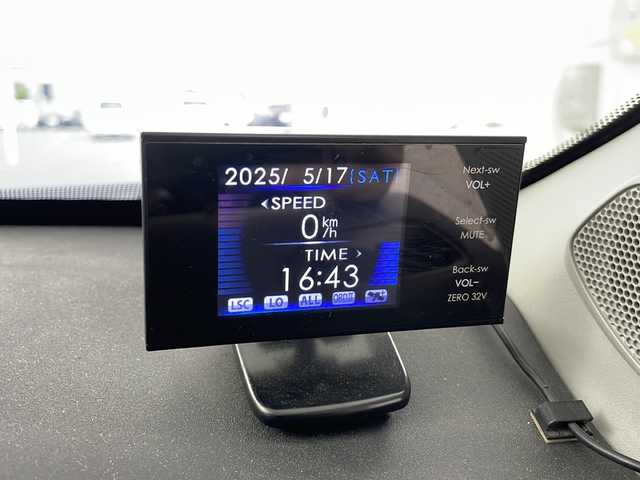 2025/ 5/17(SAT)
◀SPEED
0km/h
TIME >
16:43
LSC LO ALL OBDII
Next-sw
VOL+
Select-sw
MUTE
Back-sw
VOL−
ZERO 32V